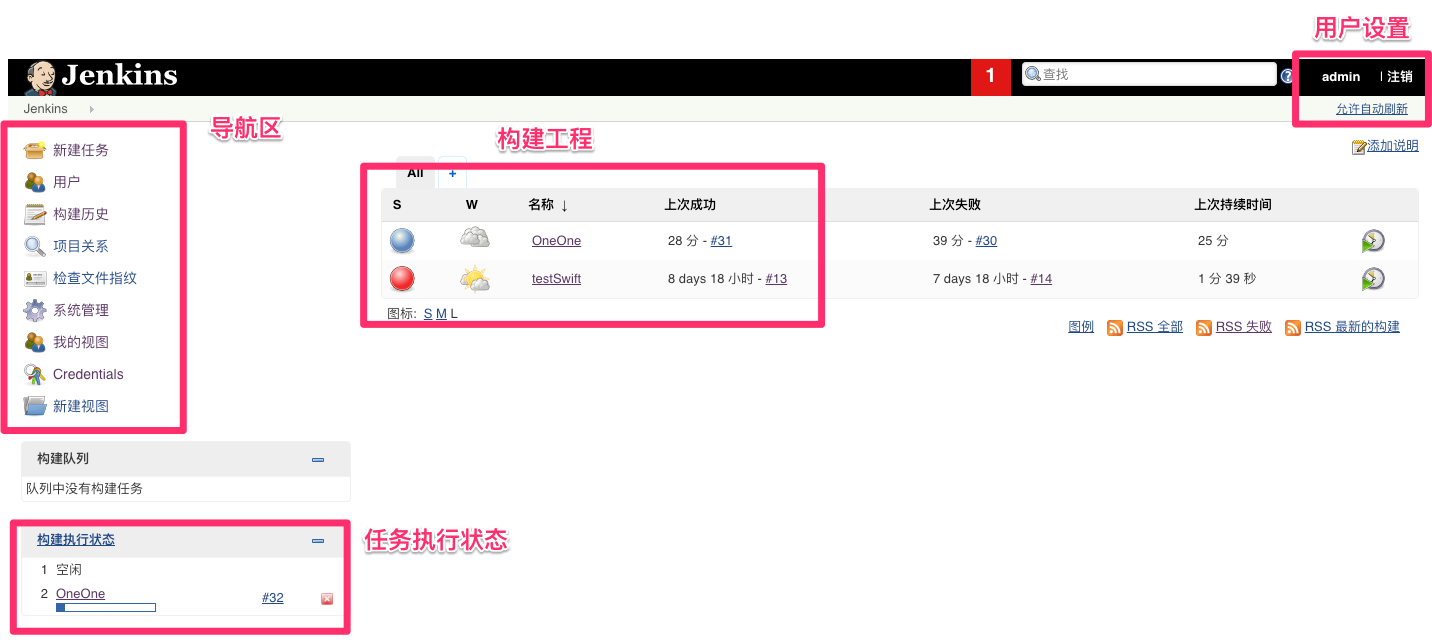 用户设置
Jenkins
1
查找
admin
注销
Jenkins
允许自动刷新
导航区
构建工程
添加说明
新建任务
用户
构建历史
项目关系
检查文件指纹
系统管理
我的视图
Credentials
新建视图
All +
S W 名称 ↓ 上次成功 上次失败 上次持续时间
OneOne 28 分 - #31 39 分 - #30 25 分
testSwift 8 days 18 小时 - #13 7 days 18 小时 - #14 1 分 39 秒
图标: S M L
图例 RSS 全部 RSS 失败 RSS 最新的构建
构建队列
队列中没有构建任务
任务执行状态
构建执行状态
1 空闲
2 OneOne #32